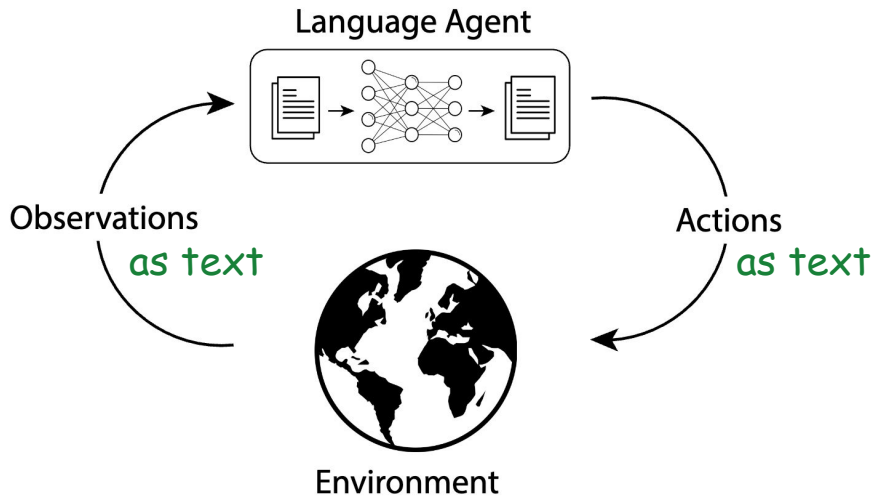 Language Agent
Observations
as text
Actions
as text
Environment